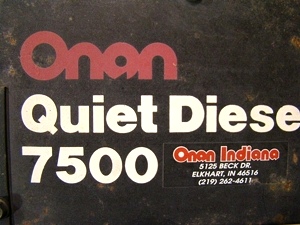 Onan
Quiet Diese
7500
Onan Indiana
5125 BECK DR.
ELKHART, IN 46516
(219) 262-4611